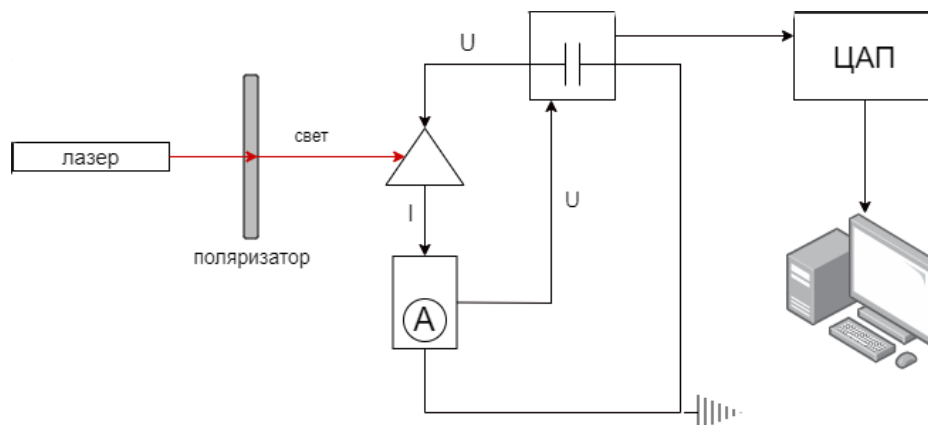 U
ЦАП
лазер
свет
поляризатор
I
U
A